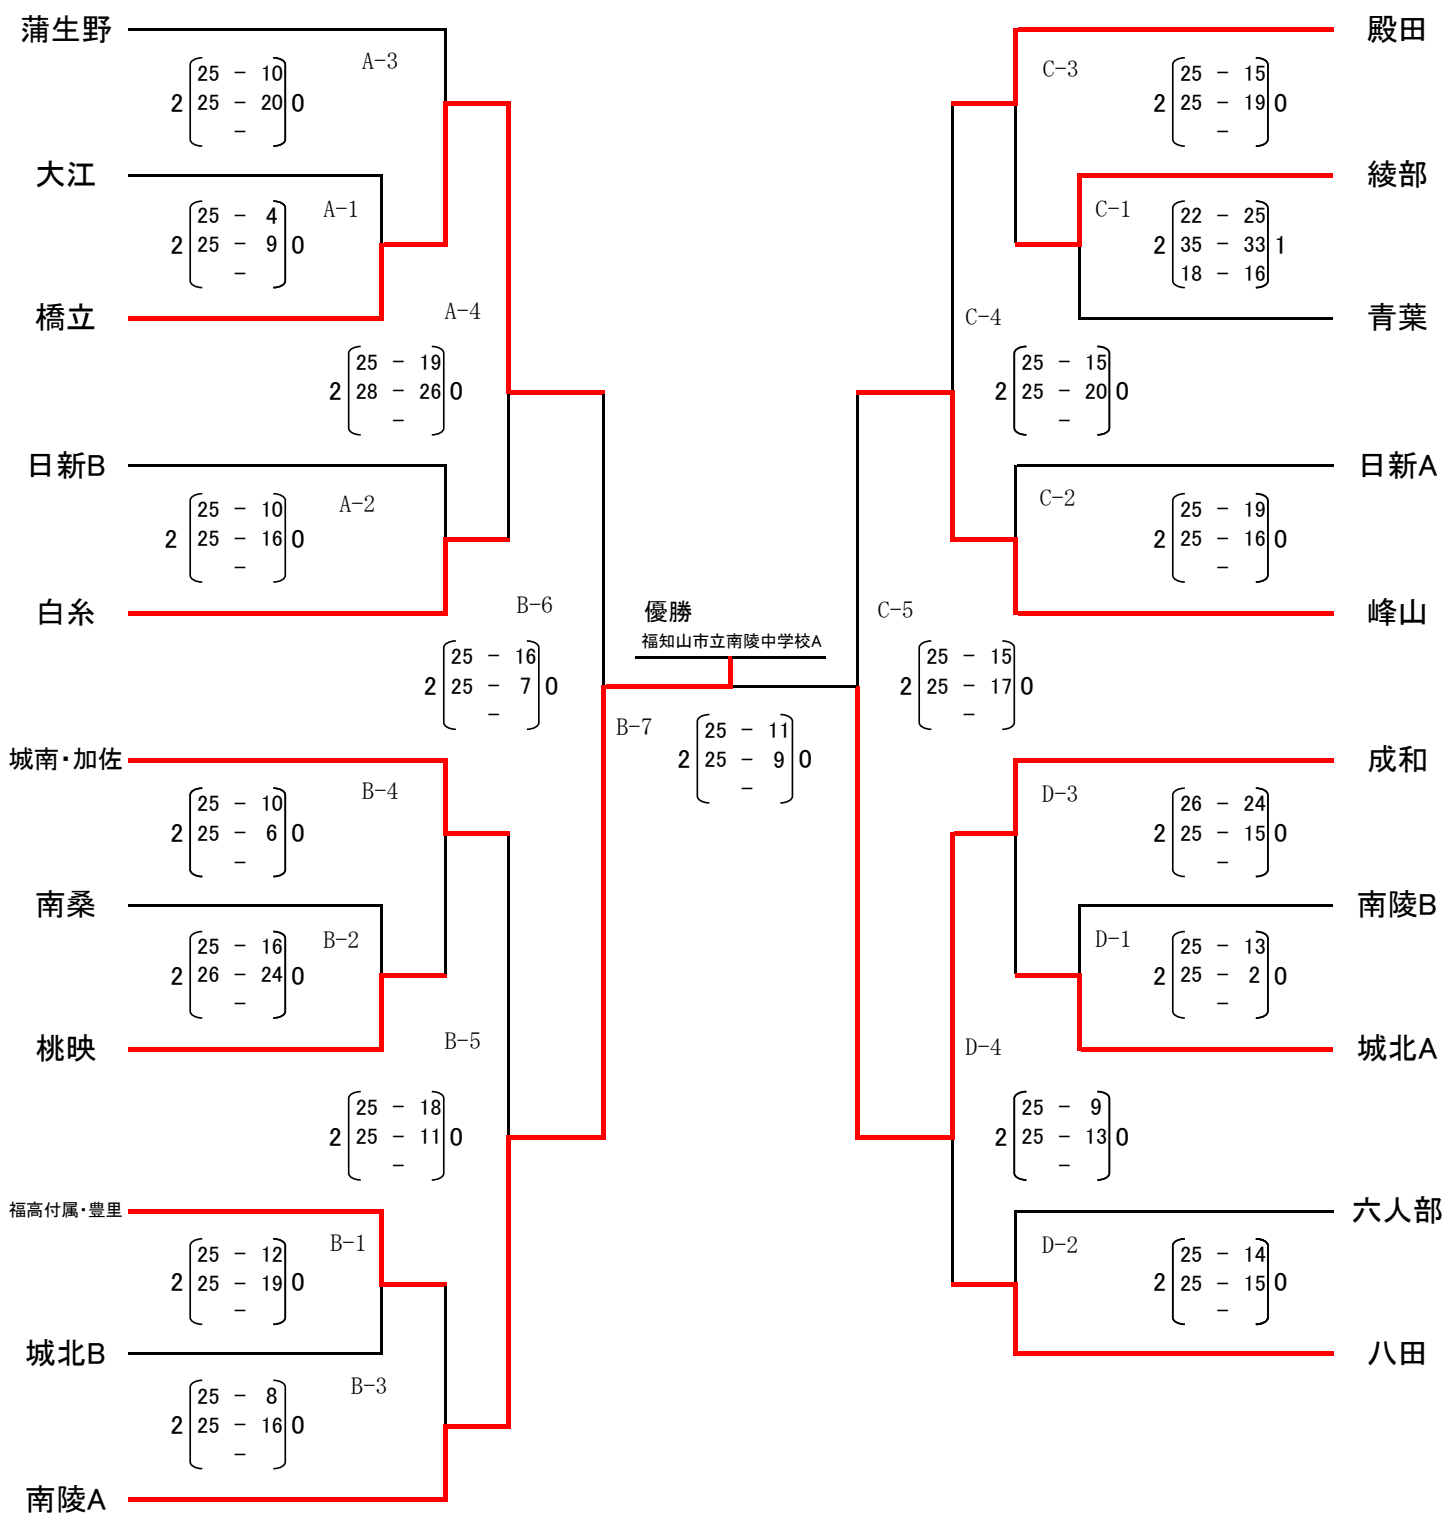 蒲生野
A-3
25 - 10
2 25 - 20 0
-
大江
A-1
25 - 4
2 25 - 9 0
-
橋立
A-4
25 - 19
2 28 - 26 0
-
日新B
A-2
25 - 10
2 25 - 16 0
-
白糸
B-6
25 - 16
2 25 - 7 0
-
城南・加佐
B-4
25 - 10
2 25 - 6 0
-
南桑
B-2
25 - 16
2 26 - 24 0
-
桃映
B-5
25 - 18
2 25 - 11 0
-
福高付属・豊里
B-1
25 - 12
2 25 - 19 0
-
城北B
B-3
25 - 8
2 25 - 16 0
-
南陵A
優勝
福知山市立南陵中学校A
B-7
25 - 11
2 25 - 9 0
-
殿田
C-3
25 - 15
2 25 - 19 0
-
綾部
C-1
22 - 25
2 35 - 33 1
18 - 16
青葉
C-4
25 - 15
2 25 - 20 0
-
日新A
C-2
25 - 19
2 25 - 16 0
-
峰山
C-5
25 - 15
2 25 - 17 0
-
成和
D-3
26 - 24
2 25 - 15 0
-
南陵B
D-1
25 - 13
2 25 - 2 0
-
城北A
D-4
25 - 9
2 25 - 13 0
-
六人部
D-2
25 - 14
2 25 - 15 0
-
八田